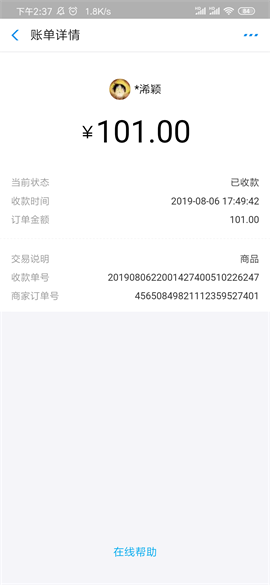 下午2:37 1.8K/s 84
账单详情
*浠颖
¥101.00
当前状态 已收款
收款时间 2019-08-06 17:49:42
订单金额 101.00
交易说明 商品
收款单号 20190806220014274005​10226247
商家订单号 45650849821112359527401
在线帮助